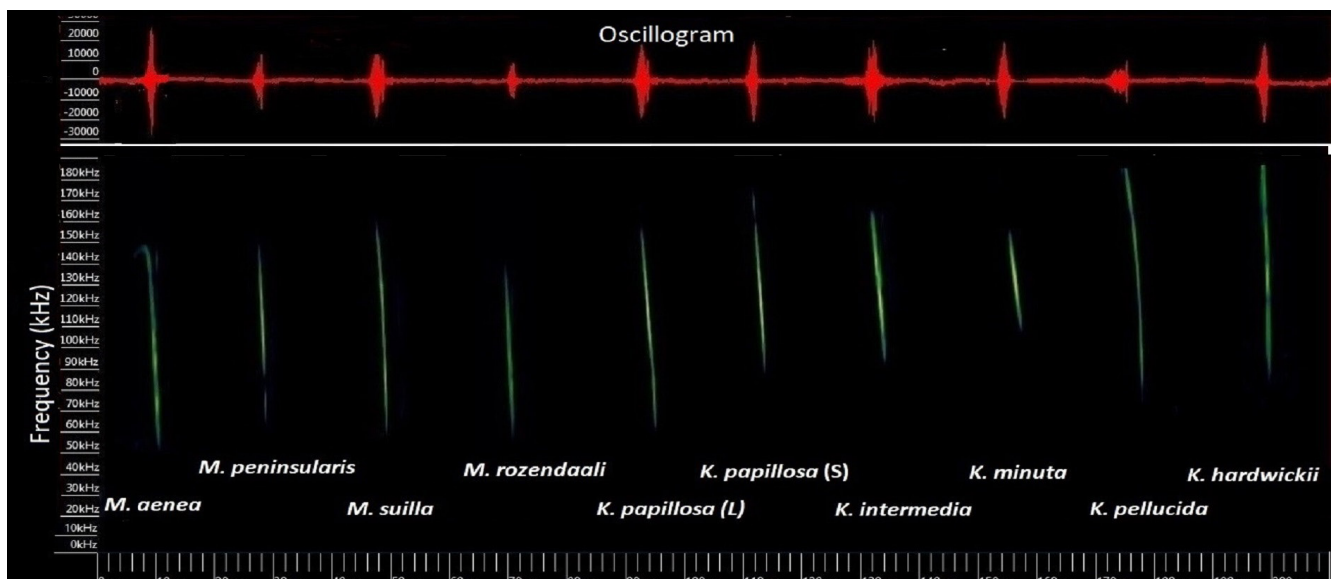 Oscillogram
20000
10000
0
-10000
-20000
-30000
Frequency (kHz)
180kHz
170kHz
160kHz
150kHz
140kHz
130kHz
120kHz
110kHz
100kHz
90kHz
80kHz
70kHz
60kHz
50kHz
40kHz
30kHz
20kHz
10kHz
0kHz
M. peninsularis M. rozendaali K. papillosa (S) K. minuta K. hardwickii
M. aenea M. suilla K. papillosa (L) K. intermedia K. pellucida